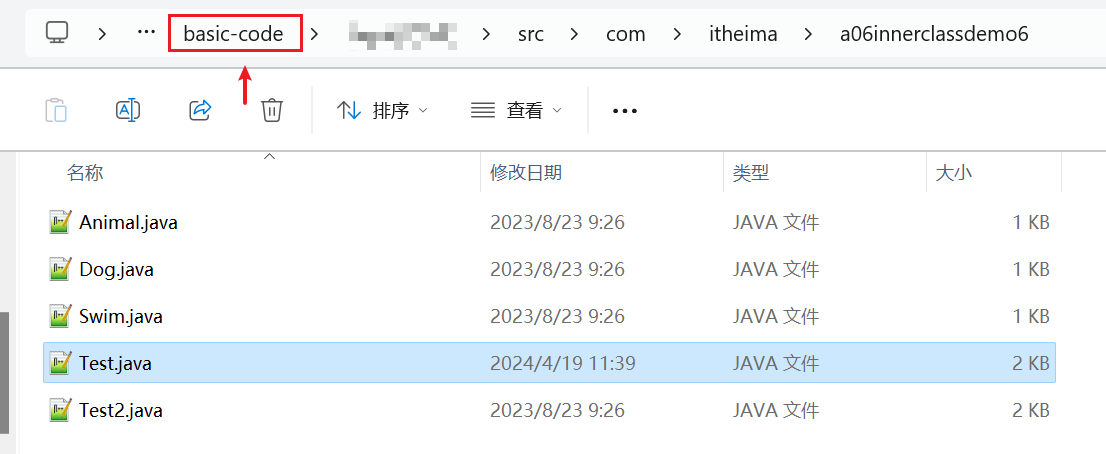 basic-code src com itheima a06innerclassdemo6
排序 查看
名称 修改日期 类型 大小
Animal.java 2023/8/23 9:26 JAVA 文件 1 KB
Dog.java 2023/8/23 9:26 JAVA 文件 1 KB
Swim.java 2023/8/23 9:26 JAVA 文件 1 KB
Test.java 2024/4/19 11:39 JAVA 文件 2 KB
Test2.java 2023/8/23 9:26 JAVA 文件 2 KB